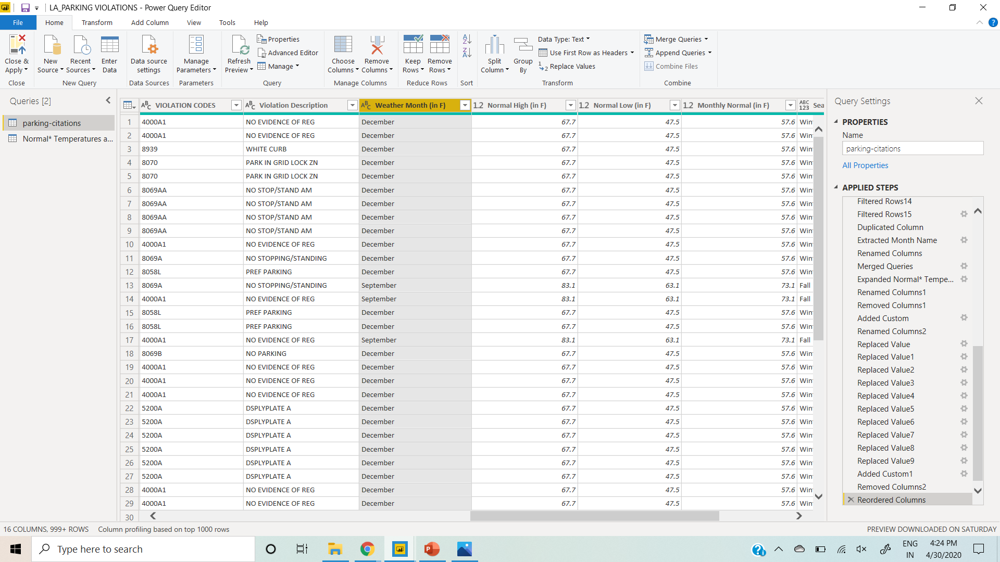 LA_PARKING VIOLATIONS - Power Query Editor
File Home Transform Add Column View Tools Help
Close & Apply
New Source
Recent Sources
Enter Data
Data source settings
Manage Parameters
Refresh Preview
Properties
Advanced Editor
Manage
Choose Columns
Remove Columns
Keep Rows
Remove Rows
Split Column
Group By
Data Type: Text
Use First Row as Headers
Replace Values
Merge Queries
Append Queries
Combine Files
Close New Query Data Sources Parameters Query Manage Columns Reduce Rows Sort Transform Combine
Queries [2]
parking-citations
Normal* Temperatures a...
VIOLATION CODES Violation Description Weather Month (in F) 1.2 Normal High (in F) 1.2 Normal Low (in F) 1.2 Monthly Normal (in F) ABC 123 Sea
1 4000A1 NO EVIDENCE OF REG December 67.7 47.5 57.6 Win
2 4000A1 NO EVIDENCE OF REG December 67.7 47.5 57.6 Win
3 8939 WHITE CURB December 67.7 47.5 57.6 Win
4 8070 PARK IN GRID LOCK ZN December 67.7 47.5 57.6 Win
5 8070 PARK IN GRID LOCK ZN December 67.7 47.5 57.6 Win
6 8069AA NO STOP/STAND AM December 67.7 47.5 57.6 Win
7 8069AA NO STOP/STAND AM December 67.7 47.5 57.6 Win
8 8069AA NO STOP/STAND AM December 67.7 47.5 57.6 Win
9 8069AA NO STOP/STAND AM December 67.7 47.5 57.6 Win
10 4000A1 NO EVIDENCE OF REG December 67.7 47.5 57.6 Win
11 8069A NO STOPPING/STANDING December 67.7 47.5 57.6 Win
12 8058L PREF PARKING December 67.7 47.5 57.6 Win
13 8069A NO STOPPING/STANDING September 83.1 63.1 73.1 Fall
14 4000A1 NO EVIDENCE OF REG September 83.1 63.1 73.1 Fall
15 8058L PREF PARKING December 67.7 47.5 57.6 Win
16 8058L PREF PARKING December 67.7 47.5 57.6 Win
17 4000A1 NO EVIDENCE OF REG September 83.1 63.1 73.1 Fall
18 8069B NO PARKING December 67.7 47.5 57.6 Win
19 4000A1 NO EVIDENCE OF REG December 67.7 47.5 57.6 Win
20 4000A1 NO EVIDENCE OF REG December 67.7 47.5 57.6 Win
21 4000A1 NO EVIDENCE OF REG December 67.7 47.5 57.6 Win
22 5200A DSPLYPLATE A December 67.7 47.5 57.6 Win
23 5200A DSPLYPLATE A December 67.7 47.5 57.6 Win
24 5200A DSPLYPLATE A December 67.7 47.5 57.6 Win
25 5200A DSPLYPLATE A December 67.7 47.5 57.6 Win
26 5200A DSPLYPLATE A December 67.7 47.5 57.6 Win
27 5200A DSPLYPLATE A December 67.7 47.5 57.6 Win
28 4000A1 NO EVIDENCE OF REG December 67.7 47.5 57.6 Win
29 4000A1 NO EVIDENCE OF REG December 67.7 47.5 57.6 Win
30
Query Settings
PROPERTIES
Name
parking-citations
All Properties
APPLIED STEPS
Filtered Rows14
Filtered Rows15
Duplicated Column
Extracted Month Name
Renamed Columns
Merged Queries
Expanded Normal* Tempe...
Renamed Columns1
Removed Columns1
Added Custom
Renamed Columns2
Replaced Value
Replaced Value1
Replaced Value2
Replaced Value3
Replaced Value4
Replaced Value5
Replaced Value6
Replaced Value7
Replaced Value8
Replaced Value9
Added Custom1
Removed Columns2
Reordered Columns
16 COLUMNS, 999+ ROWS Column profiling based on top 1000 rows PREVIEW DOWNLOADED ON SATURDAY
Type here to search
ENG
IN
4:24 PM
4/30/2020